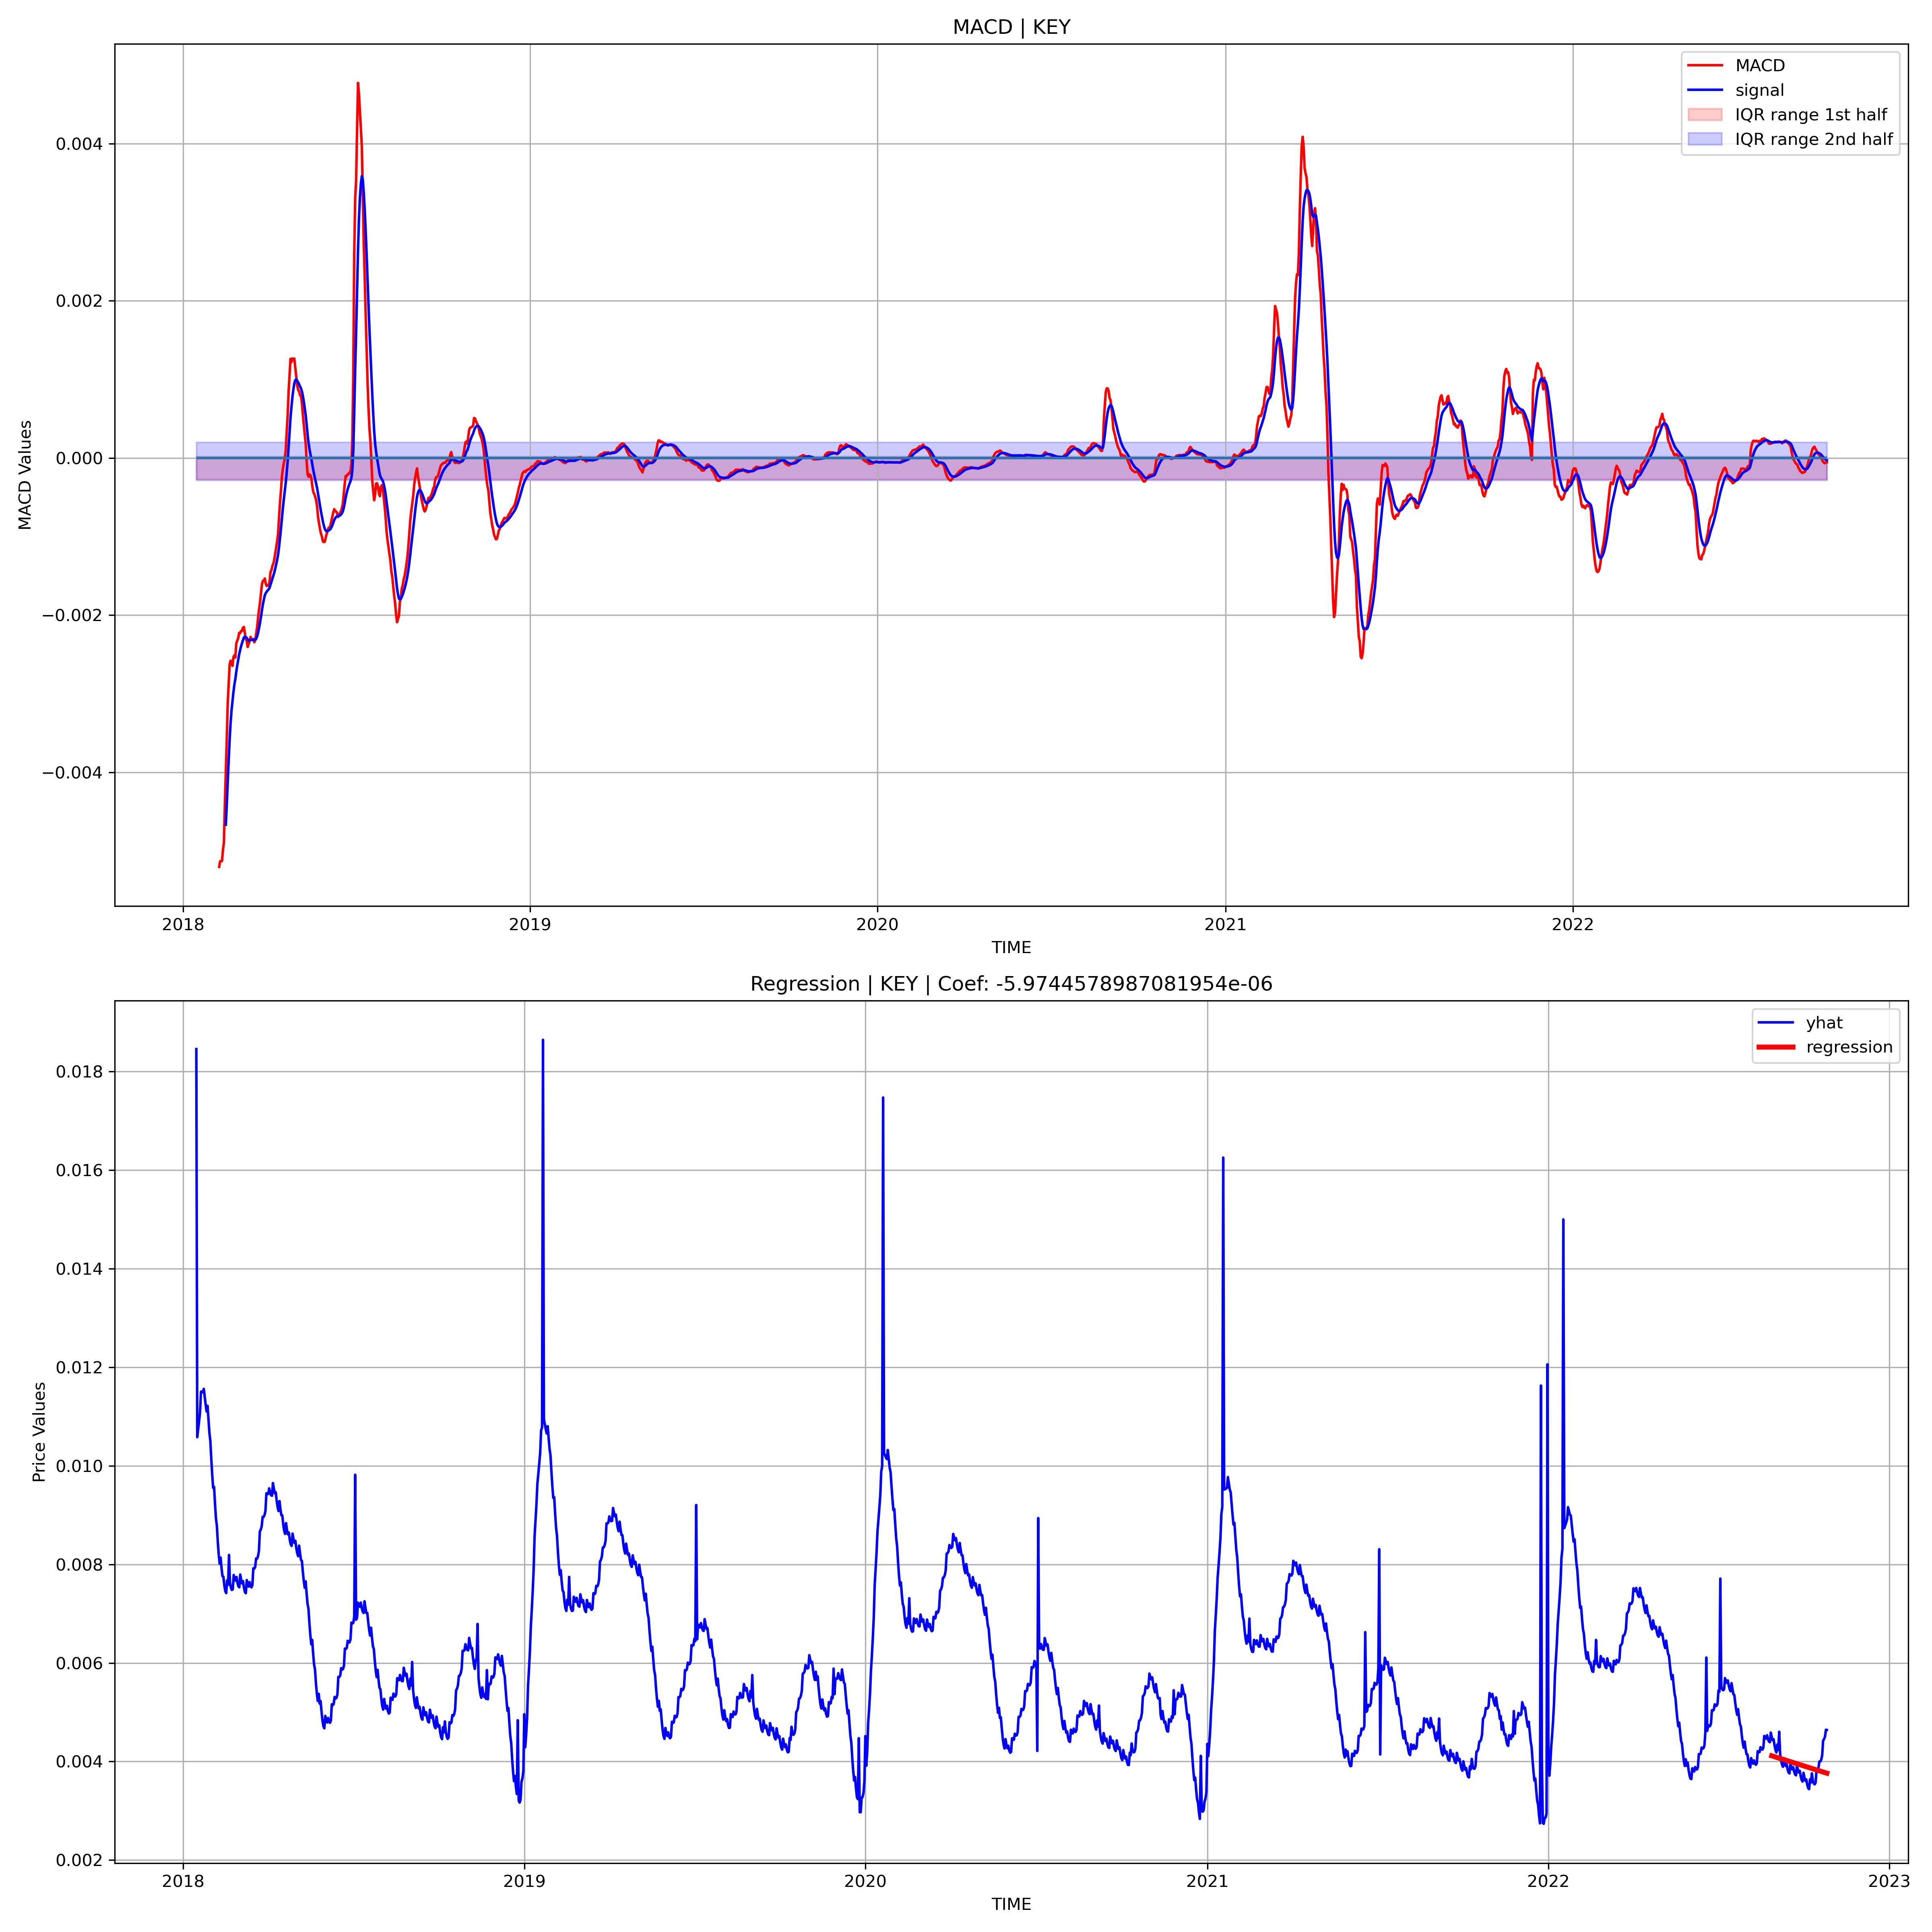 MACD | KEY
MACD
signal
IQR range 1st half
IQR range 2nd half
0.004
0.002
0.000
−0.002
−0.004
MACD Values
2018
2019
2020
2021
2022
TIME
Regression | KEY | Coef: -5.9744578987081954e-06
yhat
regression
0.018
0.016
0.014
0.012
0.010
0.008
0.006
0.004
0.002
Price Values
2018
2019
2020
2021
2022
2023
TIME